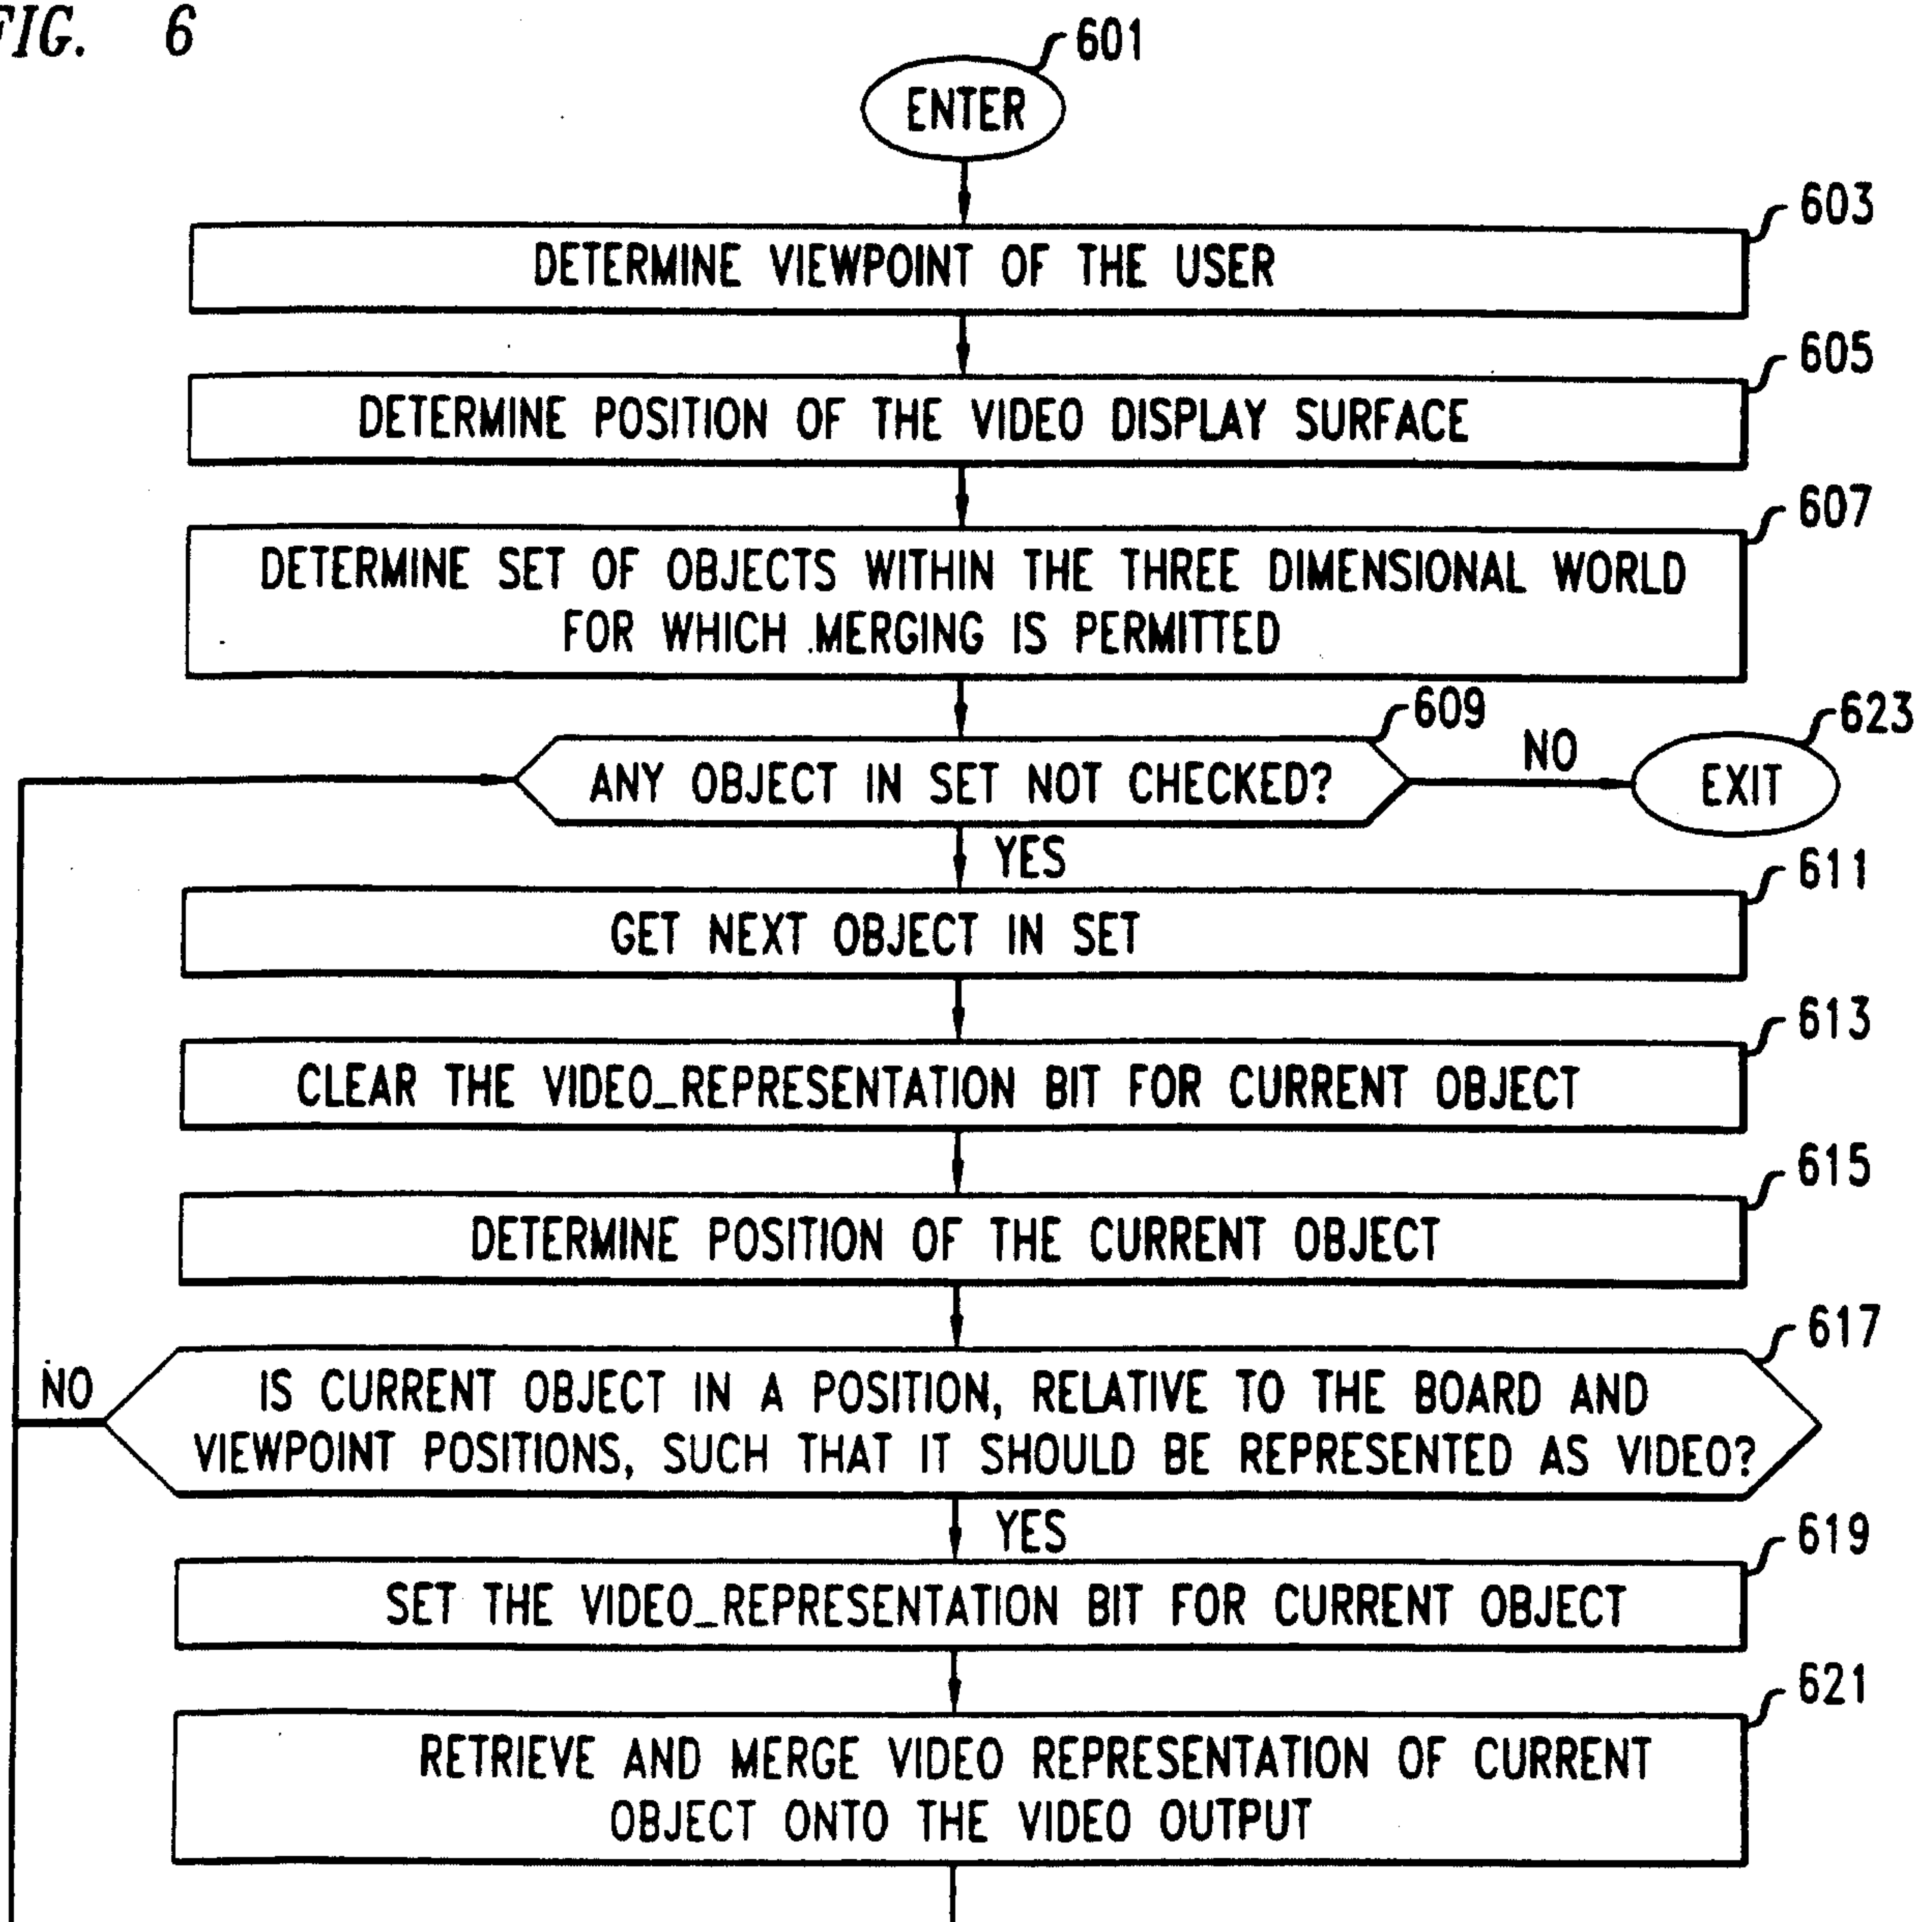 FIG. 6
601
ENTER
603
DETERMINE VIEWPOINT OF THE USER
605
DETERMINE POSITION OF THE VIDEO DISPLAY SURFACE
607
DETERMINE SET OF OBJECTS WITHIN THE THREE DIMENSIONAL WORLD
FOR WHICH MERGING IS PERMITTED
609
623
ANY OBJECT IN SET NOT CHECKED?
NO
EXIT
YES
611
GET NEXT OBJECT IN SET
613
CLEAR THE VIDEO_REPRESENTATION BIT FOR CURRENT OBJECT
615
DETERMINE POSITION OF THE CURRENT OBJECT
617
NO
IS CURRENT OBJECT IN A POSITION, RELATIVE TO THE BOARD AND
VIEWPOINT POSITIONS, SUCH THAT IT SHOULD BE REPRESENTED AS VIDEO?
YES
619
SET THE VIDEO_REPRESENTATION BIT FOR CURRENT OBJECT
621
RETRIEVE AND MERGE VIDEO REPRESENTATION OF CURRENT
OBJECT ONTO THE VIDEO OUTPUT